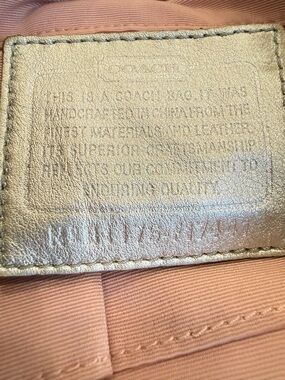 COACH
THIS IS A COACH BAG. IT WAS
HANDCRAFTED IN CHINA FROM THE
FINEST MATERIALS AND LEATHER.
ITS SUPERIOR CRAFTSMANSHIP
REFLECTS OUR COMMITMENT TO
ENDURING QUALITY.